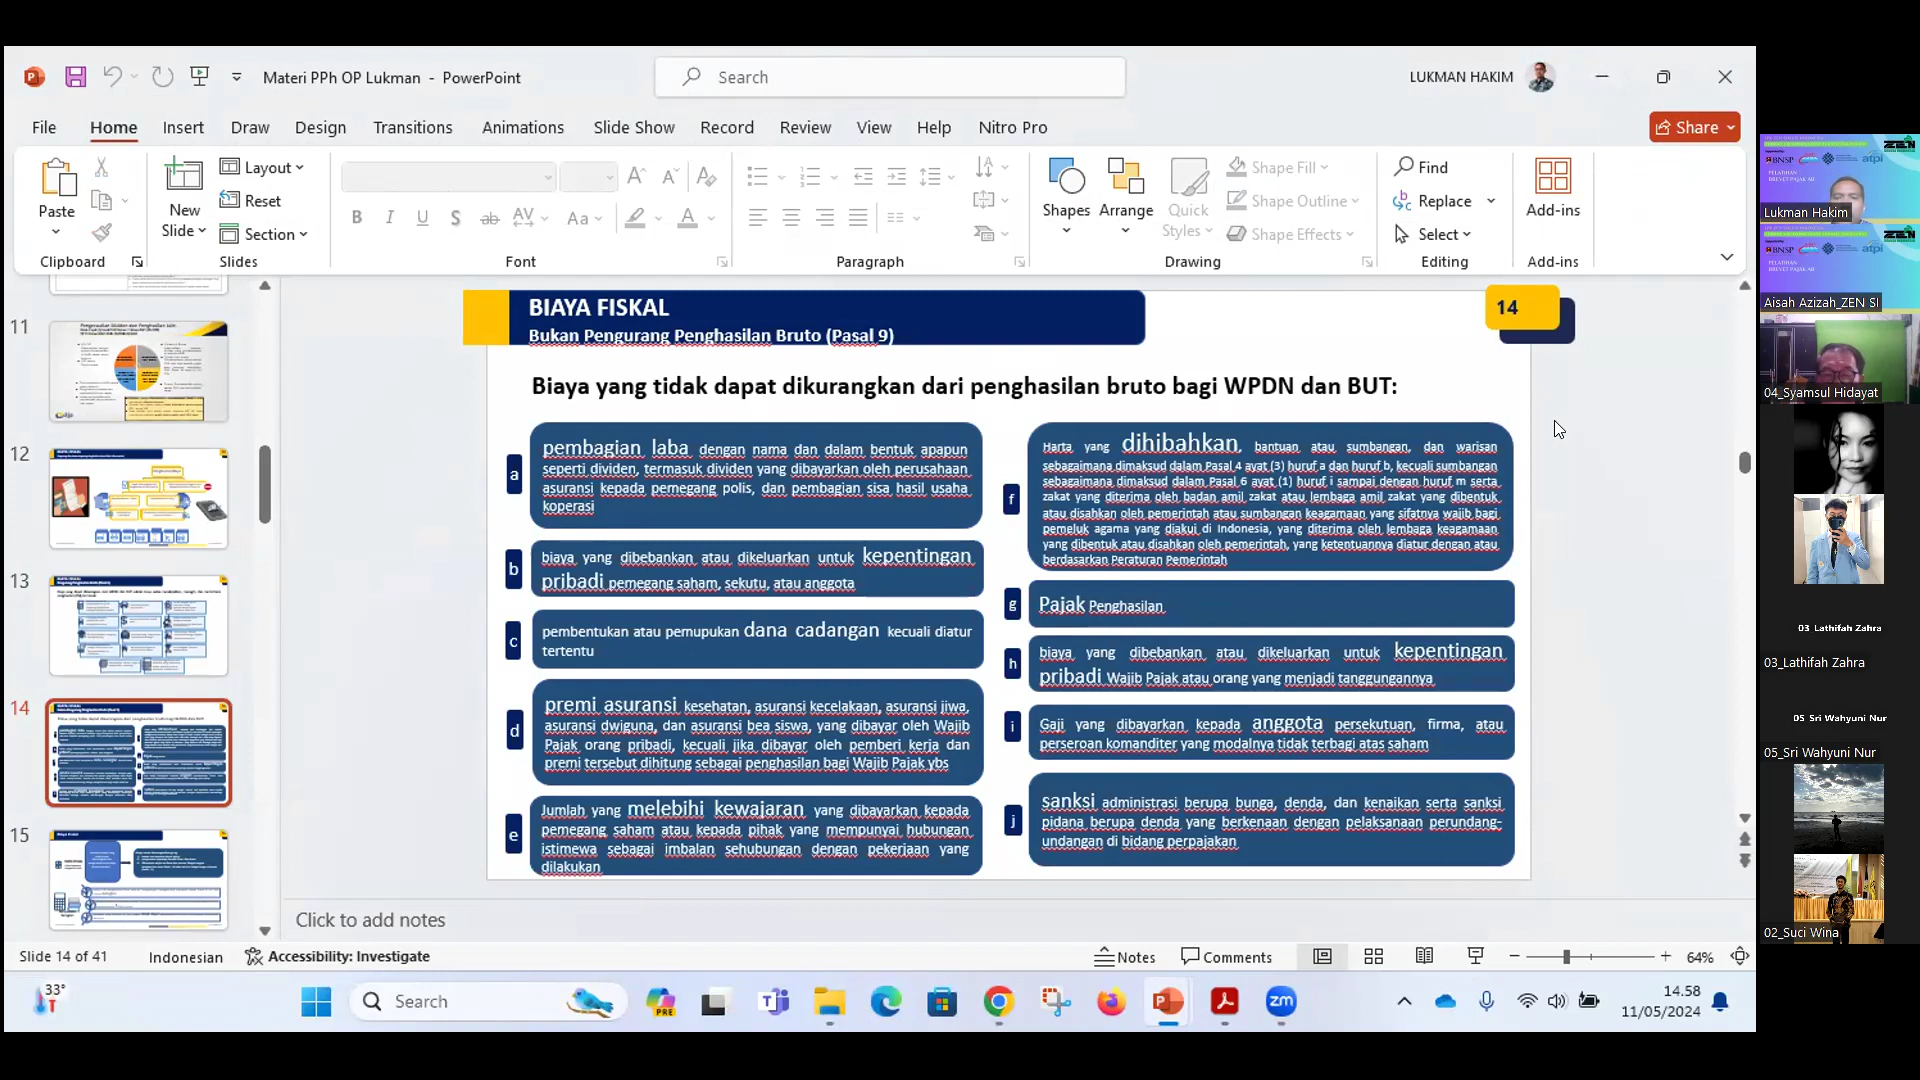 Materi PPh OP Lukman - PowerPoint
Search
LUKMAN HAKIM
File
Home
Insert
Draw
Design
Transitions
Animations
Slide Show
Record
Review
View
Help
Nitro Pro
Share
Paste
New
Slide
Layout
Reset
Section
Shapes
Arrange
Quick
Styles
Shape Fill
Shape Outline
Shape Effects
Find
Replace
Select
Add-ins
Clipboard
Slides
Font
Paragraph
Drawing
Editing
Add-ins
11
12
13
14
15
BIAYA FISKAL
Bukan Pengurang Penghasilan Bruto (Pasal 9)
14
Biaya yang tidak dapat dikurangkan dari penghasilan bruto bagi WPDN dan BUT:
a
pembagian laba dengan nama dan dalam bentuk apapun
seperti dividen, termasuk dividen yang dibayarkan oleh perusahaan
asuransi kepada pemegang polis, dan pembagian sisa hasil usaha
koperasi
b
biaya yang dibebankan atau dikeluarkan untuk kepentingan
pribadi pemegang saham, sekutu, atau anggota
c
pembentukan atau pemupukan dana cadangan kecuali diatur
tertentu
d
premi asuransi kesehatan, asuransi kecelakaan, asuransi jiwa,
asuransi dwiguna, dan asuransi bea siswa, yang dibayar oleh Wajib
Pajak orang pribadi, kecuali jika dibayar oleh pemberi kerja dan
premi tersebut dihitung sebagai penghasilan bagi Wajib Pajak ybs
e
Jumlah yang melebihi kewajaran yang dibayarkan kepada
pemegang saham atau kepada pihak yang mempunyai hubungan
istimewa sebagai imbalan sehubungan dengan pekerjaan yang
dilakukan
f
Harta yang dihibahkan, bantuan atau sumbangan, dan warisan
sebagaimana dimaksud dalam Pasal 4 ayat (3) huruf a dan huruf b, kecuali sumbangan
sebagaimana dimaksud dalam Pasal 6 ayat (1) huruf i sampai dengan huruf m serta
zakat yang diterima oleh badan amil zakat atau lembaga amil zakat yang dibentuk
atau disahkan oleh pemerintah atau sumbangan keagamaan yang sifatnya wajib bagi
pemeluk agama yang diakui di Indonesia, yang diterima oleh lembaga keagamaan
yang dibentuk atau disahkan oleh pemerintah, yang ketentuannya diatur dengan atau
berdasarkan Peraturan Pemerintah
g
Pajak Penghasilan
h
biaya yang dibebankan atau dikeluarkan untuk kepentingan
pribadi Wajib Pajak atau orang yang menjadi tanggungannya
i
Gaji yang dibayarkan kepada anggota persekutuan, firma, atau
perseroan komanditer yang modalnya tidak terbagi atas saham
j
sanksi administrasi berupa bunga, denda, dan kenaikan serta sanksi
pidana berupa denda yang berkenaan dengan pelaksanaan perundang-
undangan di bidang perpajakan
Click to add notes
Slide 14 of 41
Indonesian
Accessibility: Investigate
Notes
Comments
64%
33°
Search
14.58
11/05/2024
BNSP
atpi
ZEN
PELATIHAN
BREVET PAJAK AB
Lukman Hakim
BNSP
atpi
ZEN
PELATIHAN
BREVET PAJAK AB
Aisah Azizah_ZEN SI
04_Syamsul Hidayat
03 Lathifah Zahra
03_Lathifah Zahra
05 Sri Wahyuni Nur
05_Sri Wahyuni Nur
02_Suci Wina